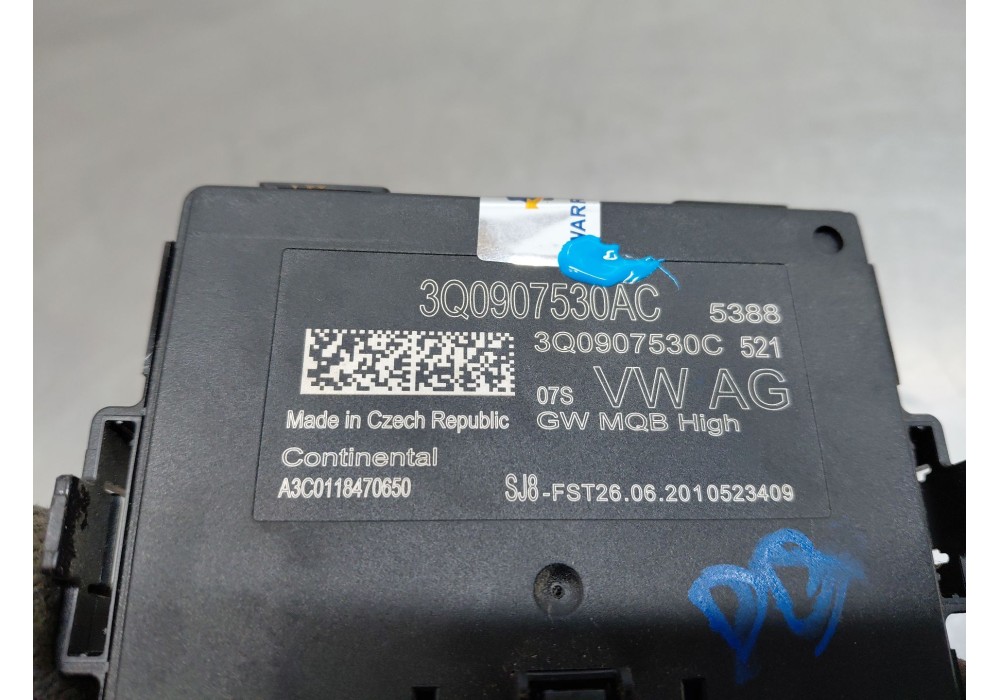 3Q0907530AC 5388
3Q0907530C 521
07S VW AG
Made in Czech Republic GW MQB High
Continental
A3C0118470650 SJ8-FST26.06.2010523409